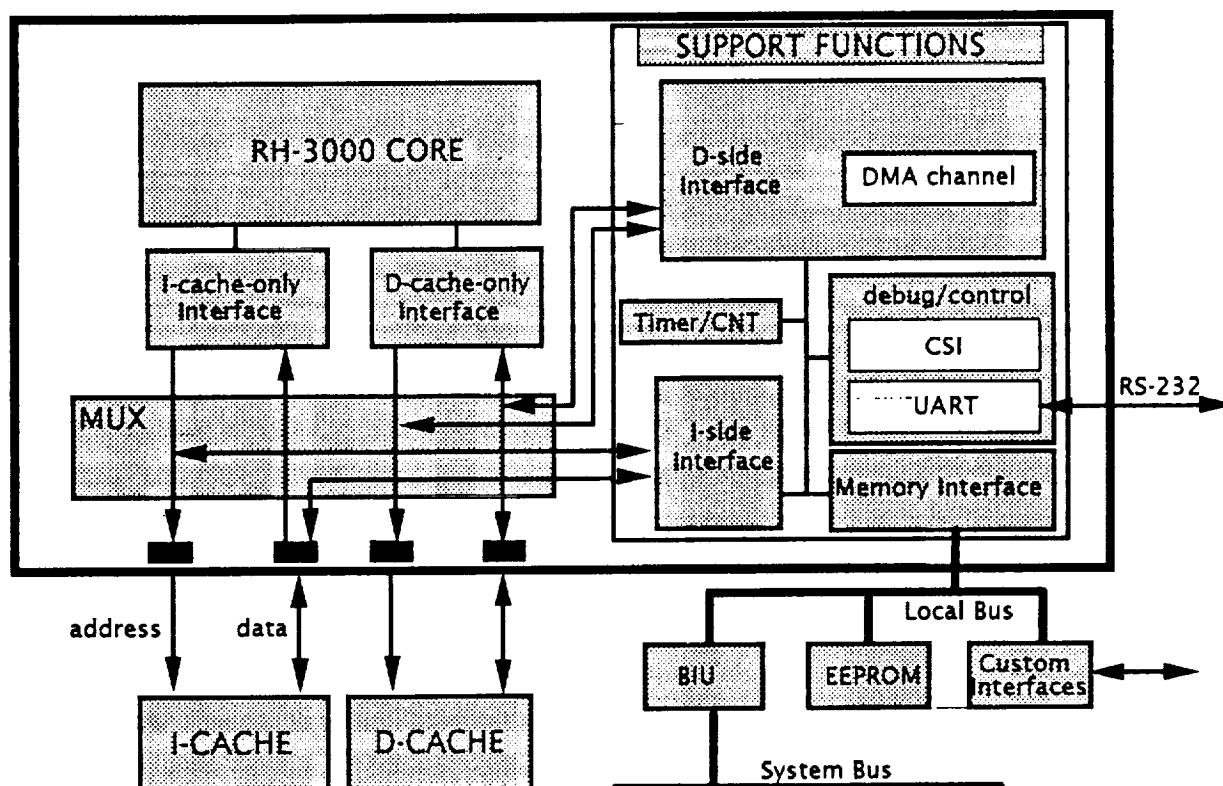 SUPPORT FUNCTIONS
RH-3000 CORE
D-side
Interface
DMA channel
I-cache-only
Interface
D-cache-only
Interface
Timer/CNT
debug/control
CSI
UART
RS-232
MUX
I-side
Interface
Memory Interface
address
data
Local Bus
BIU
EEPROM
Custom
Interfaces
I-CACHE
D-CACHE
System Bus